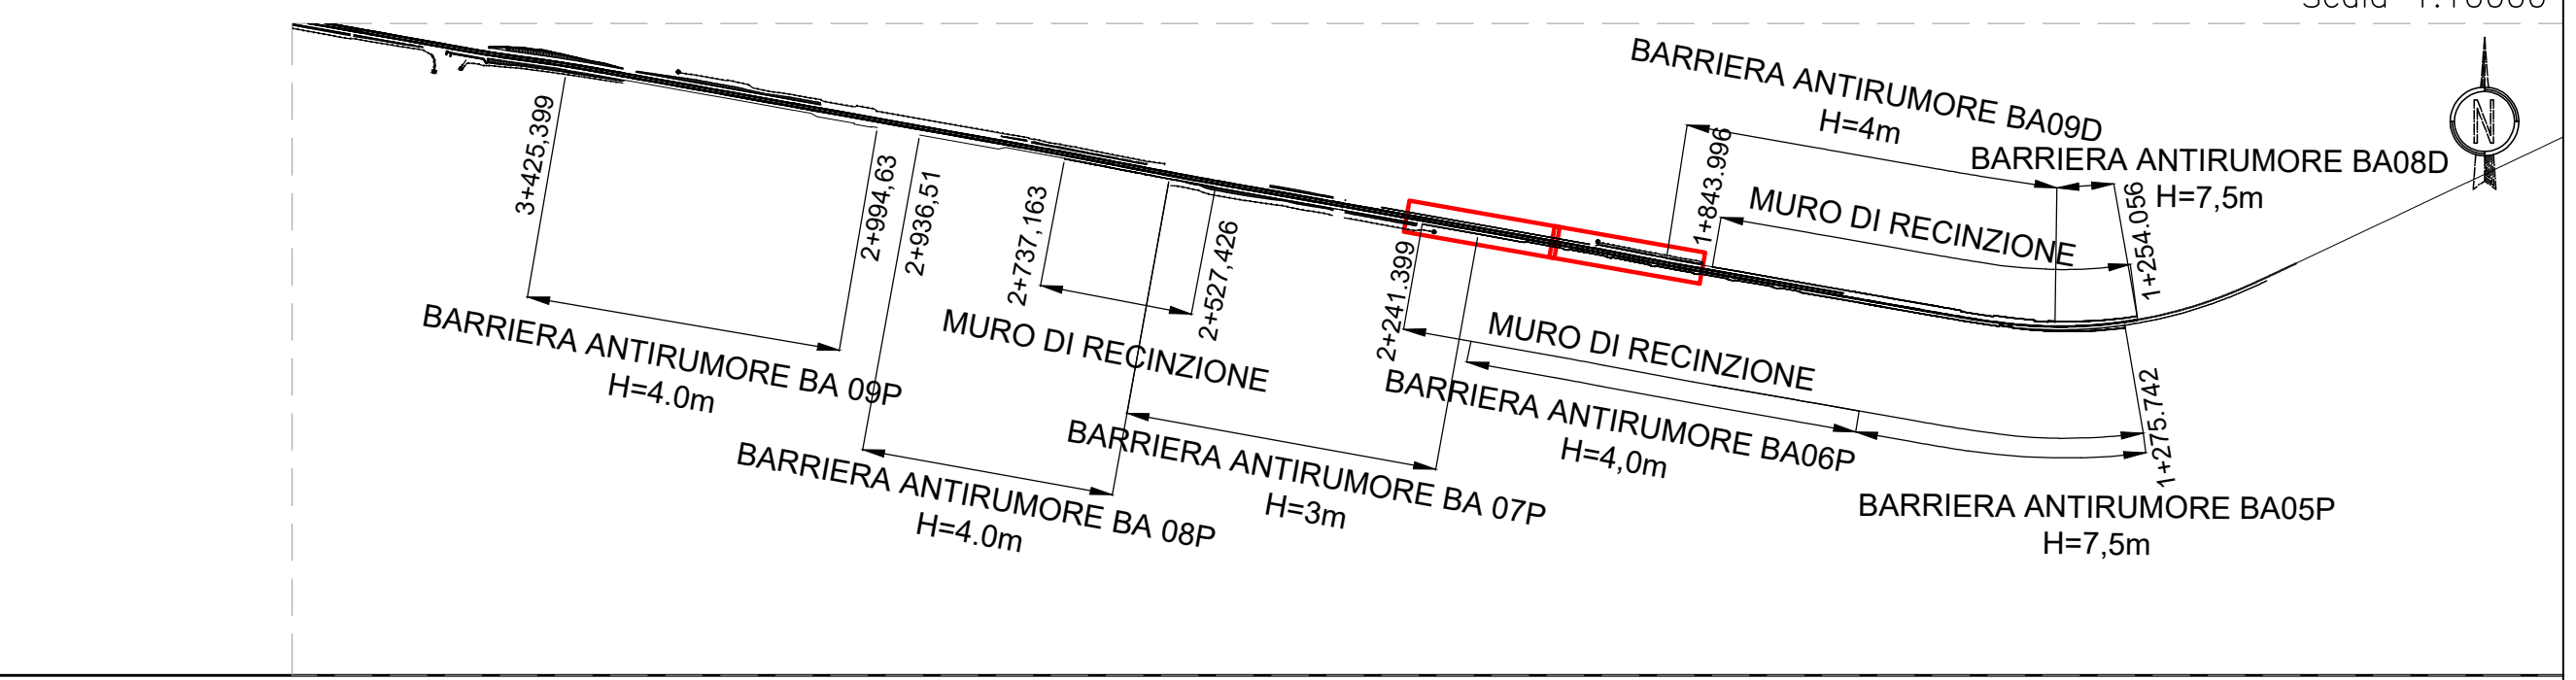 Scala 1:10000
BARRIERA ANTIRUMORE BA09D
H=4m
BARRIERA ANTIRUMORE BA08D
H=7,5m
N
3+425,399
2+994,63
2+936,51
2+737,163
2+527,426
2+241.399
1+843.996
1+254.056
MURO DI RECINZIONE
MURO DI RECINZIONE
MURO DI RECINZIONE
BARRIERA ANTIRUMORE BA 09P
H=4.0m
BARRIERA ANTIRUMORE BA 08P
H=4.0m
BARRIERA ANTIRUMORE BA 07P
H=3m
BARRIERA ANTIRUMORE BA06P
H=4,0m
1+275.742
BARRIERA ANTIRUMORE BA05P
H=7,5m